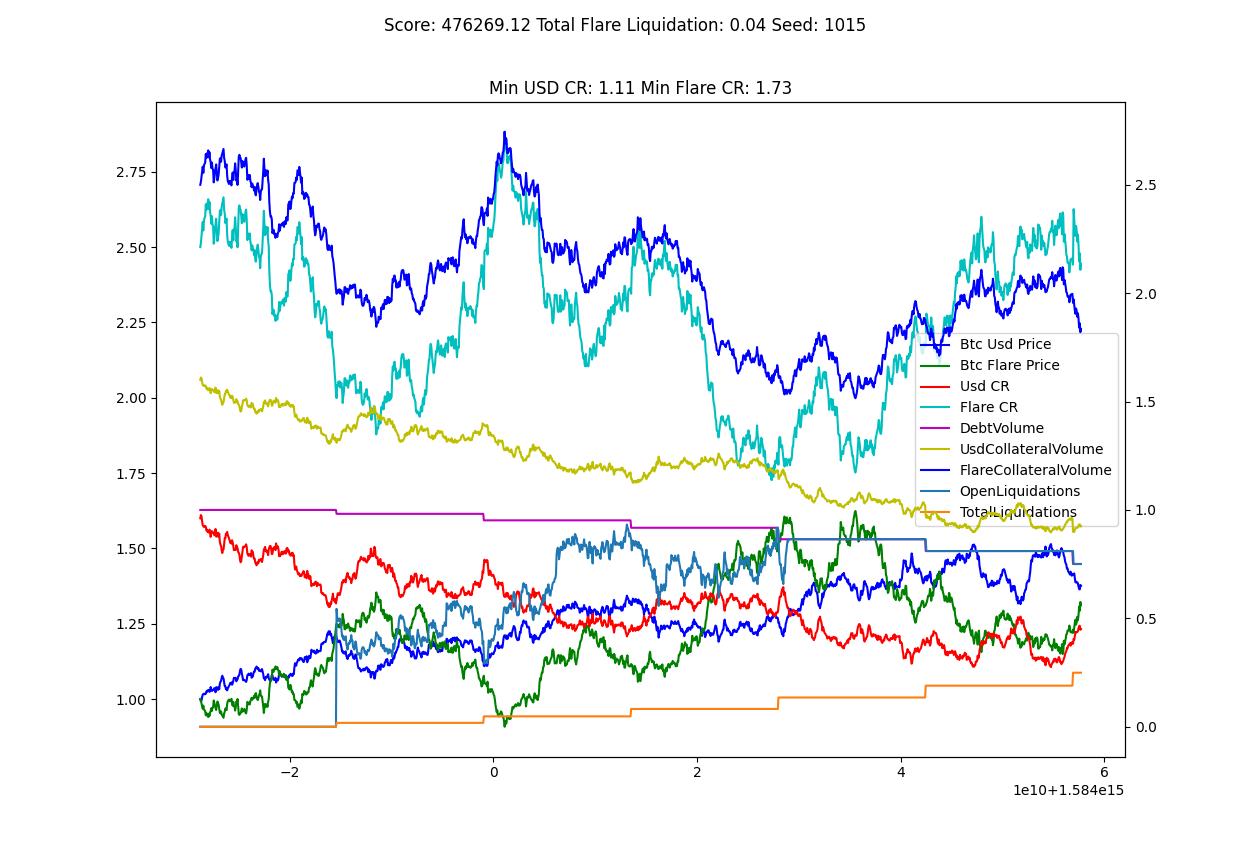 Score: 476269.12 Total Flare Liquidation: 0.04 Seed: 1015
Min USD CR: 1.11 Min Flare CR: 1.73
2.75
2.50
2.25
2.00
1.75
1.50
1.25
1.00
2.5
2.0
1.5
1.0
0.5
0.0
Btc Usd Price
Btc Flare Price
Usd CR
Flare CR
DebtVolume
UsdCollateralVolume
FlareCollateralVolume
OpenLiquidations
TotalLiquidations
−2 0 2 4 6
1e10+1.584e15